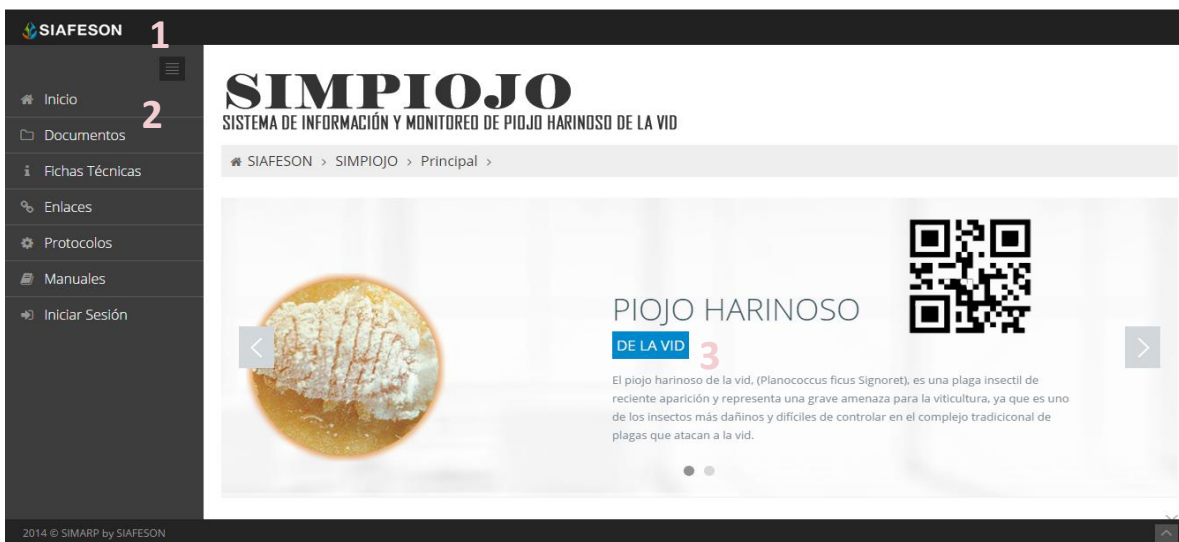 SIAFESON
1
Inicio
2
Documentos
Fichas Técnicas
Enlaces
Protocolos
Manuales
Iniciar Sesión
SIMPIOJO
SISTEMA DE INFORMACIÓN Y MONITOREO DE PIOJO HARINOSO DE LA VID
SIAFESON > SIMPIOJO > Principal >
PIOJO HARINOSO
DE LA VID
3
El piojo harinoso de la vid, (Planococcus ficus Signoret), es una plaga insectil de
reciente aparición y representa una grave amenaza para la viticultura, ya que es uno
de los insectos más dañinos y difíciles de controlar en el complejo tradiciconal de
plagas que atacan a la vid.
2014 © SIMARP by SIAFESON